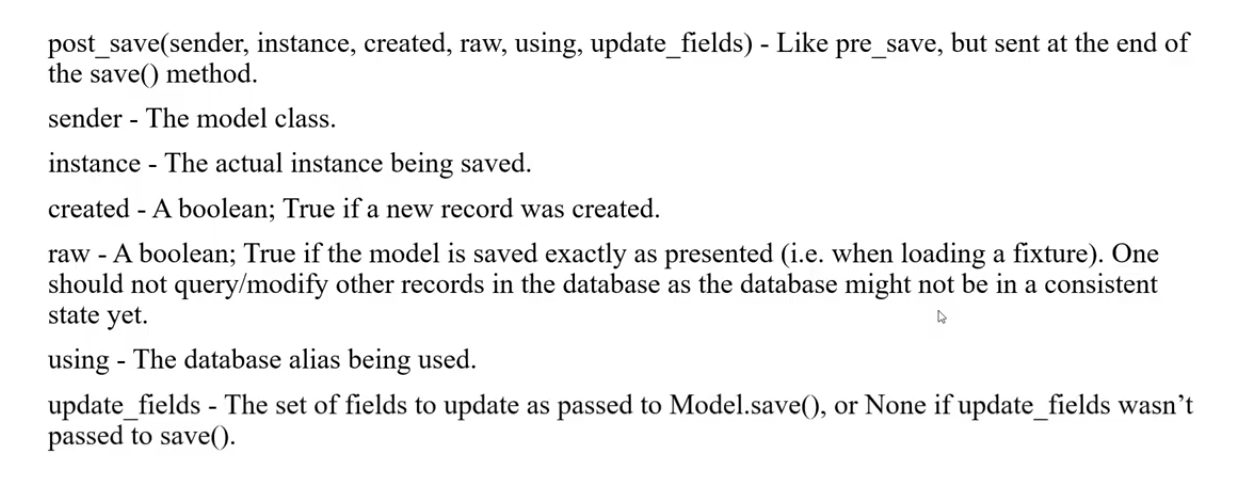 post_save(sender, instance, created, raw, using, update_fields) - Like pre_save, but sent at the end of
the save() method.
sender - The model class.
instance - The actual instance being saved.
created - A boolean; True if a new record was created.
raw - A boolean; True if the model is saved exactly as presented (i.e. when loading a fixture). One
should not query/modify other records in the database as the database might not be in a consistent
state yet.
using - The database alias being used.
update_fields - The set of fields to update as passed to Model.save(), or None if update_fields wasn’t
passed to save().